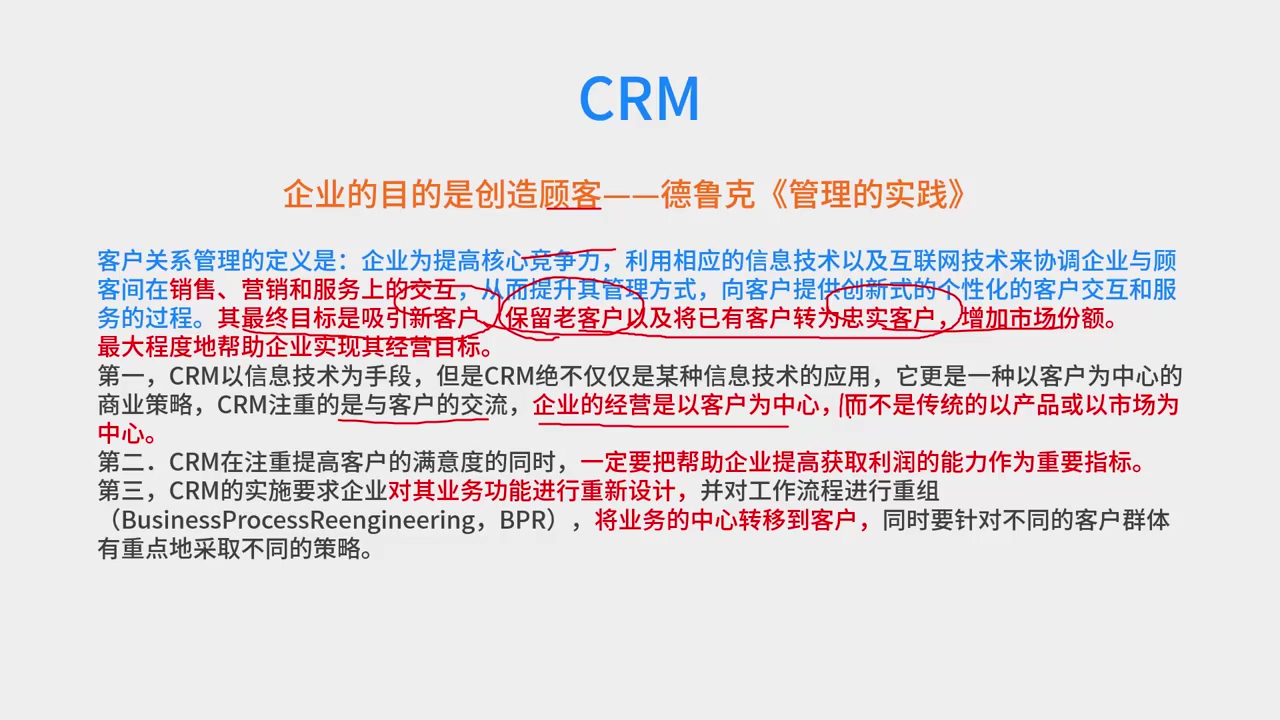 CRM
企业的目的是创造顾客——德鲁克《管理的实践》
客户关系管理的定义是：企业为提高核心竞争力，利用相应的信息技术以及互联网技术来协调企业与顾
客间在销售、营销和服务上的交互，从而提升其管理方式，向客户提供创新式的个性化的客户交互和服
务的过程。其最终目标是吸引新客户、保留老客户以及将已有客户转为忠实客户，增加市场份额。
最大程度地帮助企业实现其经营目标。
第一，CRM以信息技术为手段，但是CRM绝不仅仅是某种信息技术的应用，它更是一种以客户为中心的
商业策略，CRM注重的是与客户的交流，企业的经营是以客户为中心，而不是传统的以产品或以市场为
中心。
第二．CRM在注重提高客户的满意度的同时，一定要把帮助企业提高获取利润的能力作为重要指标。
第三，CRM的实施要求企业对其业务功能进行重新设计，并对工作流程进行重组
（BusinessProcessReengineering，BPR），将业务的中心转移到客户，同时要针对不同的客户群体
有重点地采取不同的策略。